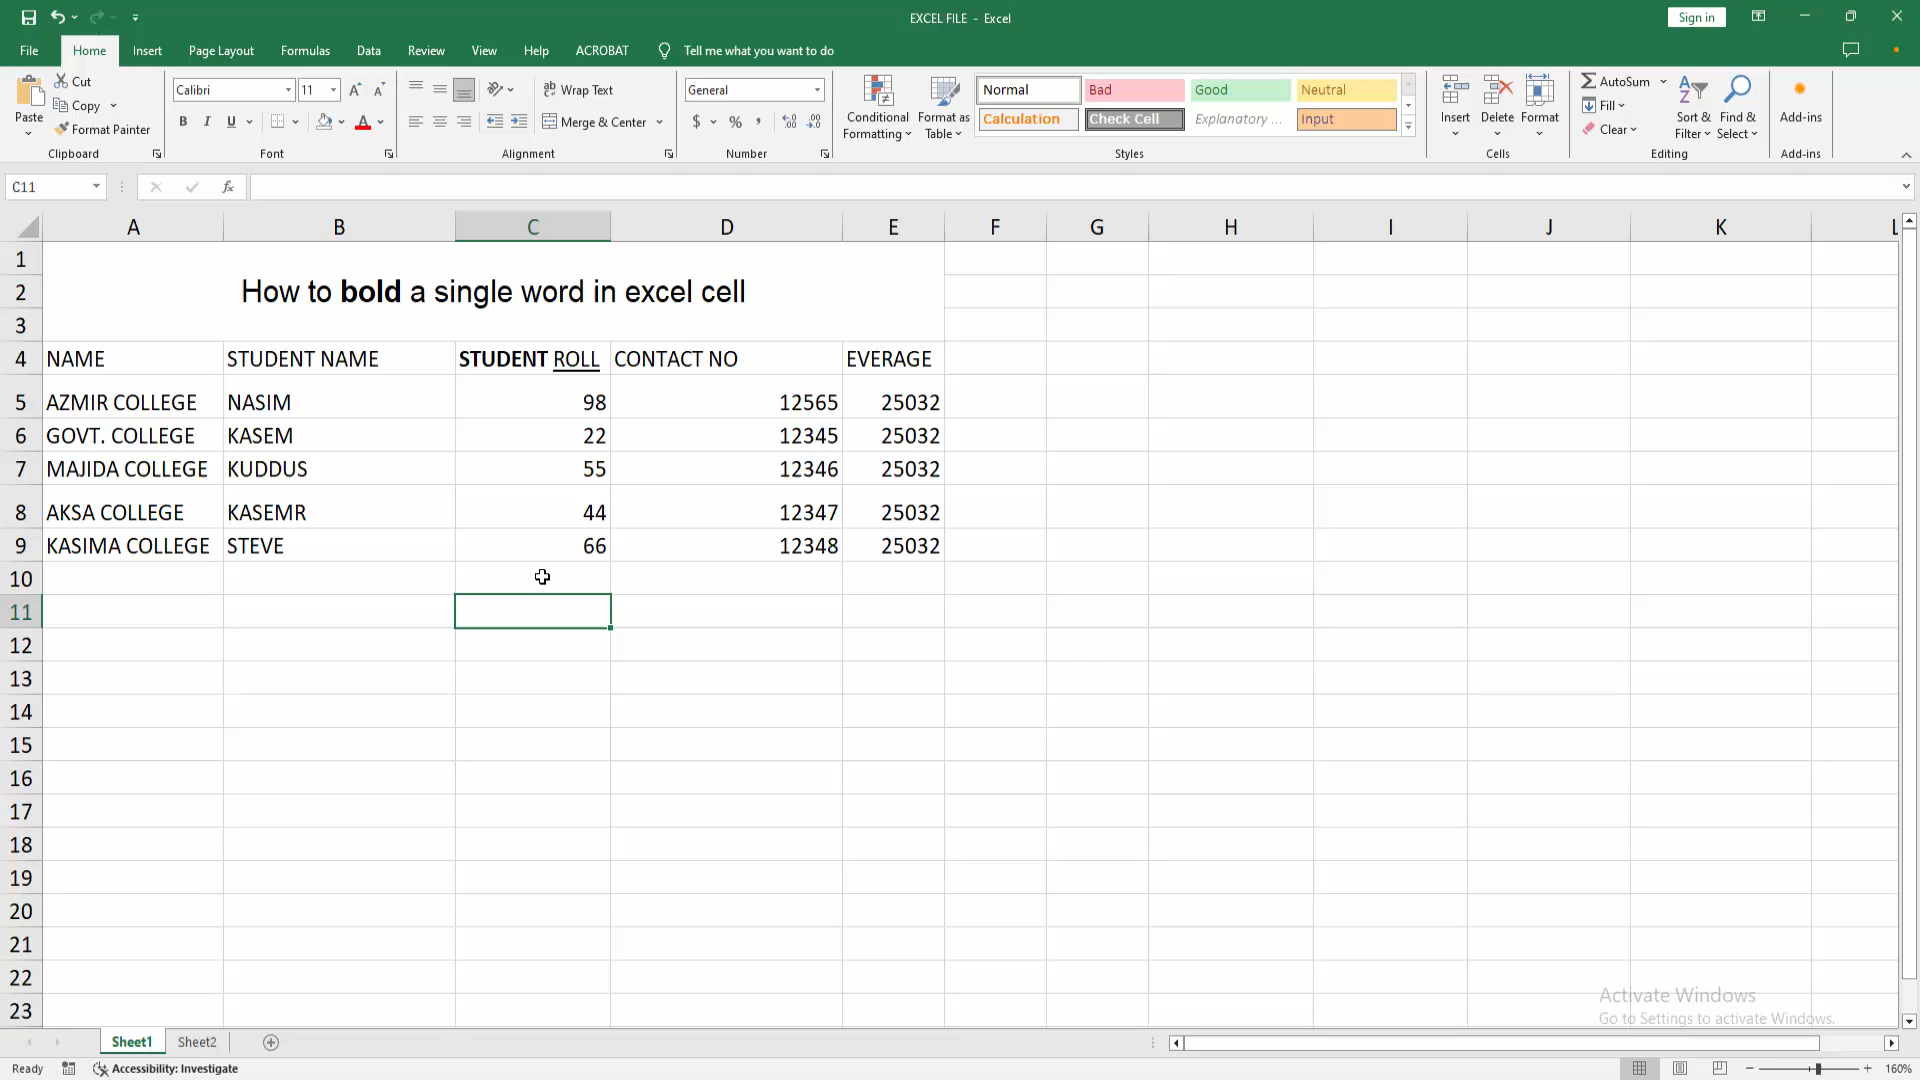 EXCEL FILE - Excel
Sign in
File Home Insert Page Layout Formulas Data Review View Help ACROBAT Tell me what you want to do
Paste
Cut
Copy
Format Painter
Clipboard
Calibri 11
B I U
Font
Wrap Text
Merge & Center
Alignment
General
$ % ,
Number
Conditional Formatting
Format as Table
Normal Bad Good Neutral
Calculation Check Cell Explanatory ... Input
Styles
Insert Delete Format
Cells
AutoSum
Fill
Clear
Sort & Filter
Find & Select
Editing
Add-ins
Add-ins
C11 fx
A B C D E F G H I J K L
1
2 How to bold a single word in excel cell
3
4 NAME STUDENT NAME STUDENT ROLL CONTACT NO EVERAGE
5 AZMIR COLLEGE NASIM 98 12565 25032
6 GOVT. COLLEGE KASEM 22 12345 25032
7 MAJIDA COLLEGE KUDDUS 55 12346 25032
8 AKSA COLLEGE KASEMR 44 12347 25032
9 KASIMA COLLEGE STEVE 66 12348 25032
10
11
12
13
14
15
16
17
18
19
20
21
22
23
Activate Windows
Go to Settings to activate Windows.
Sheet1 Sheet2
Ready Accessibility: Investigate 160%